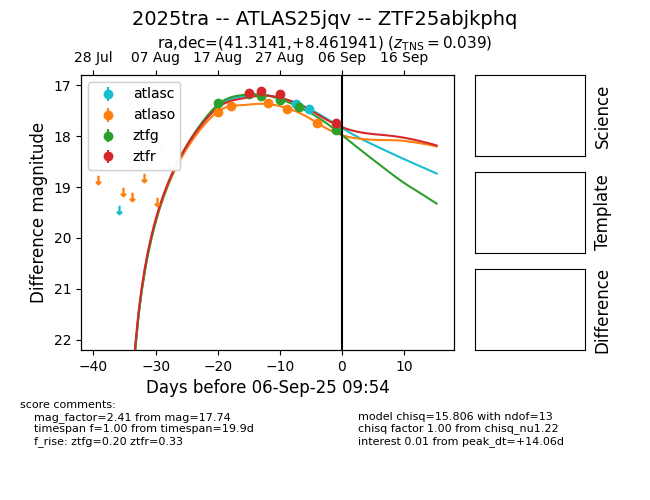 2025tra -- ATLAS25jqv -- ZTF25abjkphq
ra,dec=(41.3141,+8.461941) (z_TNS = 0.039)
28 Jul 07 Aug 17 Aug 27 Aug 06 Sep 16 Sep
atlasc
atlaso
ztfg
ztfr
17
18
19
20
21
22
Difference magnitude
−40 −30 −20 −10 0 10
Days before 06-Sep-25 09:54
Science
Template
Difference
score comments:
mag_factor=2.41 from mag=17.74
timespan f=1.00 from timespan=19.9d
f_rise: ztfg=0.20 ztfr=0.33
model chisq=15.806 with ndof=13
chisq factor 1.00 from chisq_nu1.22
interest 0.01 from peak_dt=+14.06d